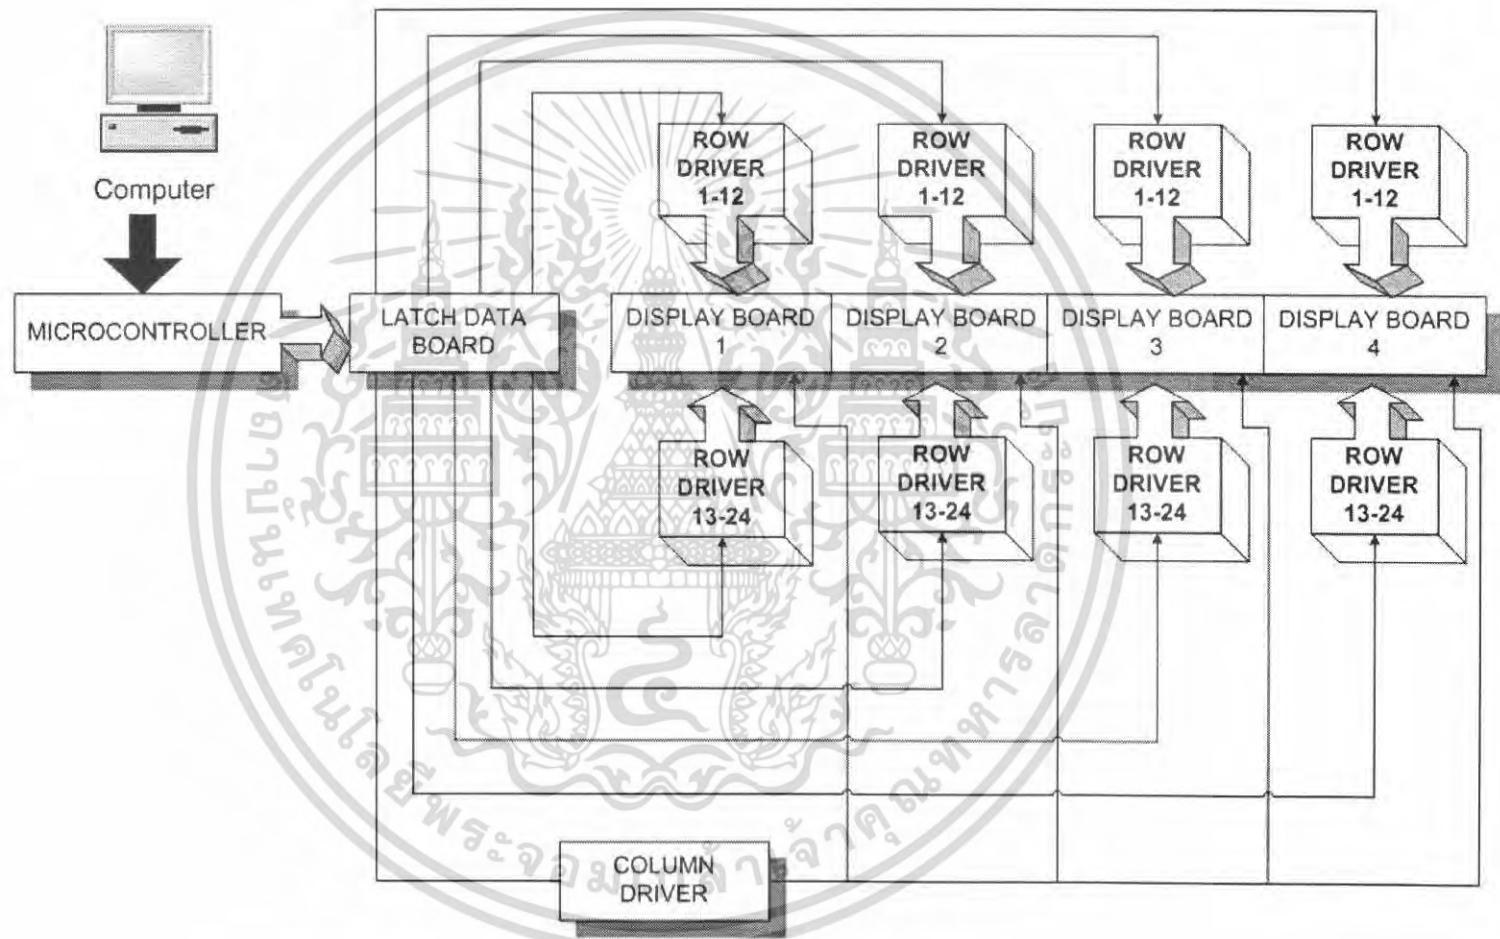 Computer
MICROCONTROLLER
LATCH DATA
BOARD
ROW
DRIVER
1-12
ROW
DRIVER
1-12
ROW
DRIVER
1-12
ROW
DRIVER
1-12
DISPLAY BOARD
1
DISPLAY BOARD
2
DISPLAY BOARD
3
DISPLAY BOARD
4
ROW
DRIVER
13-24
ROW
DRIVER
13-24
ROW
DRIVER
13-24
ROW
DRIVER
13-24
COLUMN
DRIVER